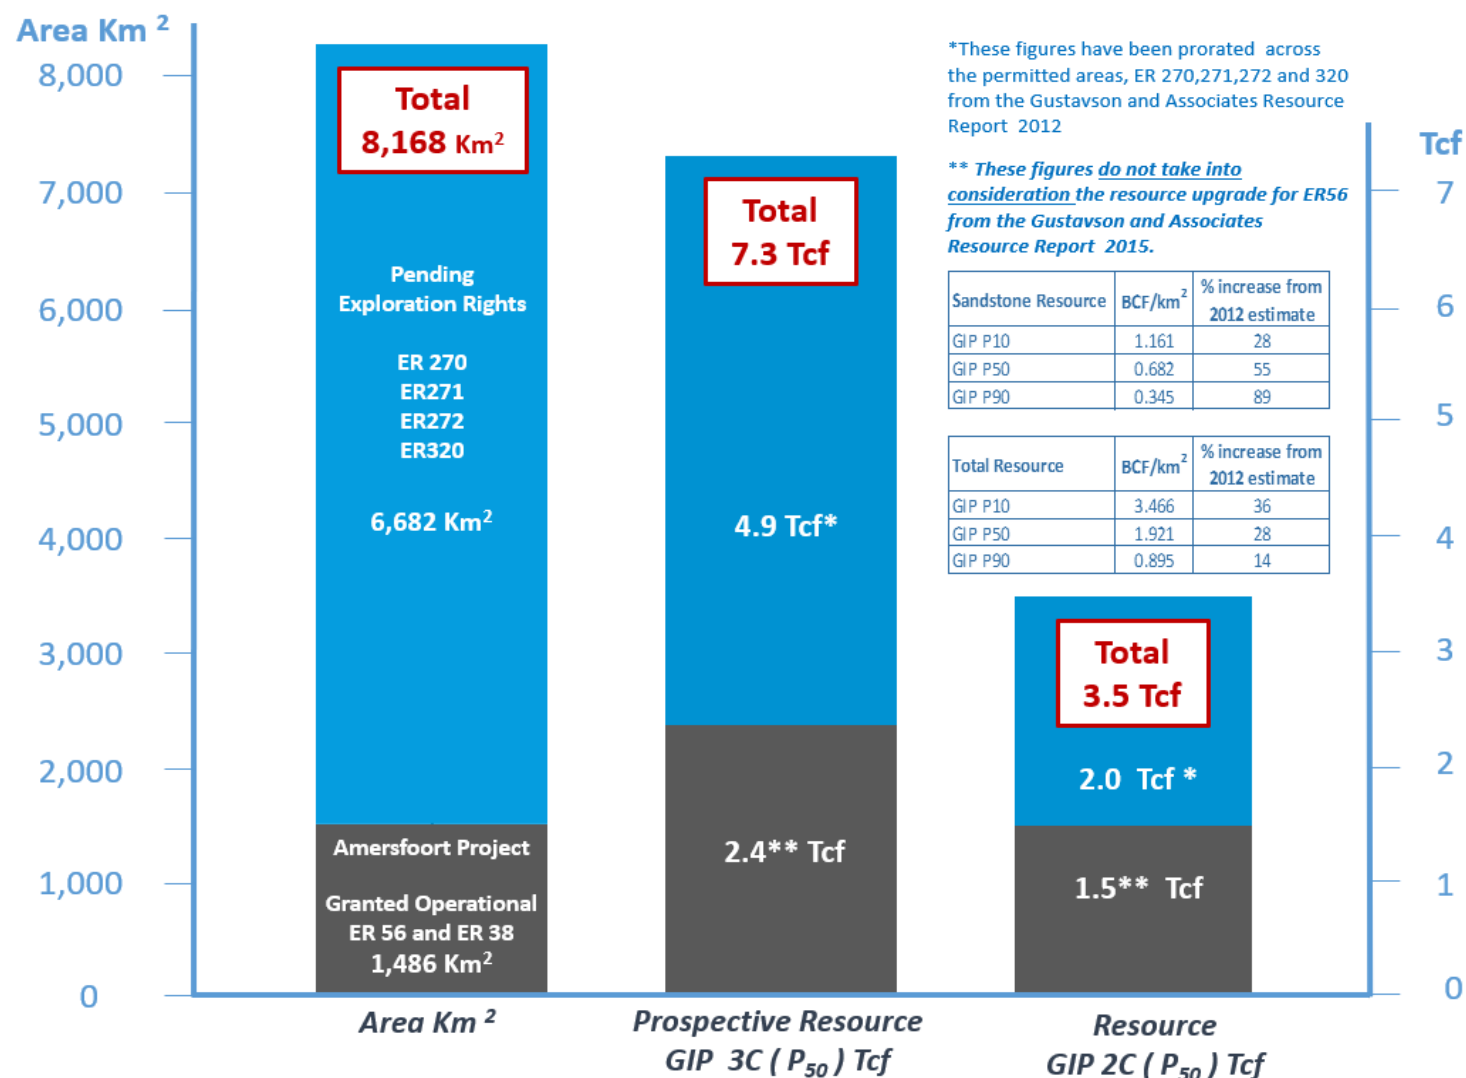 Area Km ²
8,000
7,000
6,000
5,000
4,000
3,000
2,000
1,000
0
Total
8,168 Km²
Pending
Exploration Rights
ER 270
ER271
ER272
ER320
6,682 Km²
Amersfoort Project
Granted Operational
ER 56 and ER 38
1,486 Km²
Area Km ²
Total
7.3 Tcf
4.9 Tcf*
2.4** Tcf
Prospective Resource
GIP 3C ( P₅₀ ) Tcf
*These figures have been prorated across
the permitted areas, ER 270,271,272 and 320
from the Gustavson and Associates Resource
Report 2012
** These figures do not take into
consideration the resource upgrade for ER56
from the Gustavson and Associates
Resource Report 2015.
Sandstone Resource BCF/km² % increase from 2012 estimate
GIP P10 1.161 28
GIP P50 0.682 55
GIP P90 0.345 89
Total Resource BCF/km² % increase from 2012 estimate
GIP P10 3.466 36
GIP P50 1.921 28
GIP P90 0.895 14
Total
3.5 Tcf
2.0 Tcf *
1.5** Tcf
Resource
GIP 2C ( P₅₀ ) Tcf
Tcf
7
6
5
4
3
2
1
0